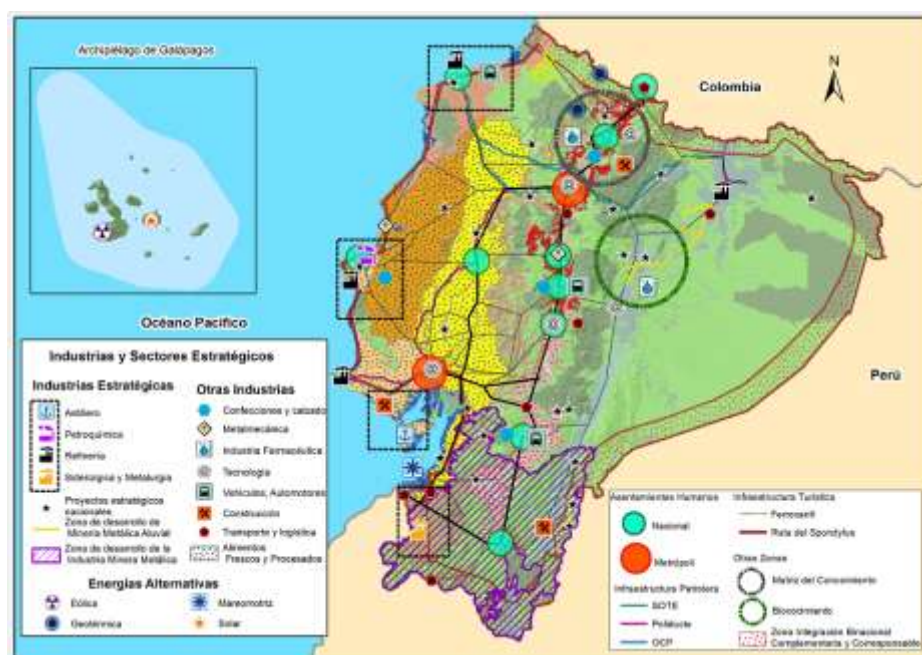 Archipiélago de Galápagos
Colombia
N
Océano Pacífico
Perú
Industrias y Sectores Estratégicos
Industrias Estratégicas
Astillero
Petroquímica
Refinería
Siderurgica y Metalurgia
Proyectos estratégicos
nacionales
Zona de desarrollo de
Minería Metálica Aluvial
Zona de desarrollo de la
Industria Minera Metálica
Otras Industrias
Confecciones y calzado
Metalmecánica
Industria Farmacéutica
Tecnología
Vehículos, Automotores
Construcción
Transporte y logística
Alimentos
Frescos y Procesados
Energías Alternativas
Eólica
Geotérmica
Mareomotriz
Solar
Asentamientos Humanos
Nacional
Metrópoli
Infraestructura Petrolera
SOTE
Poliducto
OCP
Infraestructura Turística
Ferrocarril
Ruta del Spondylus
Otras Zonas
Matriz del Conocimiento
Bioconocimiento
Zona Integración Binacional
Complementaria y Corresponsable